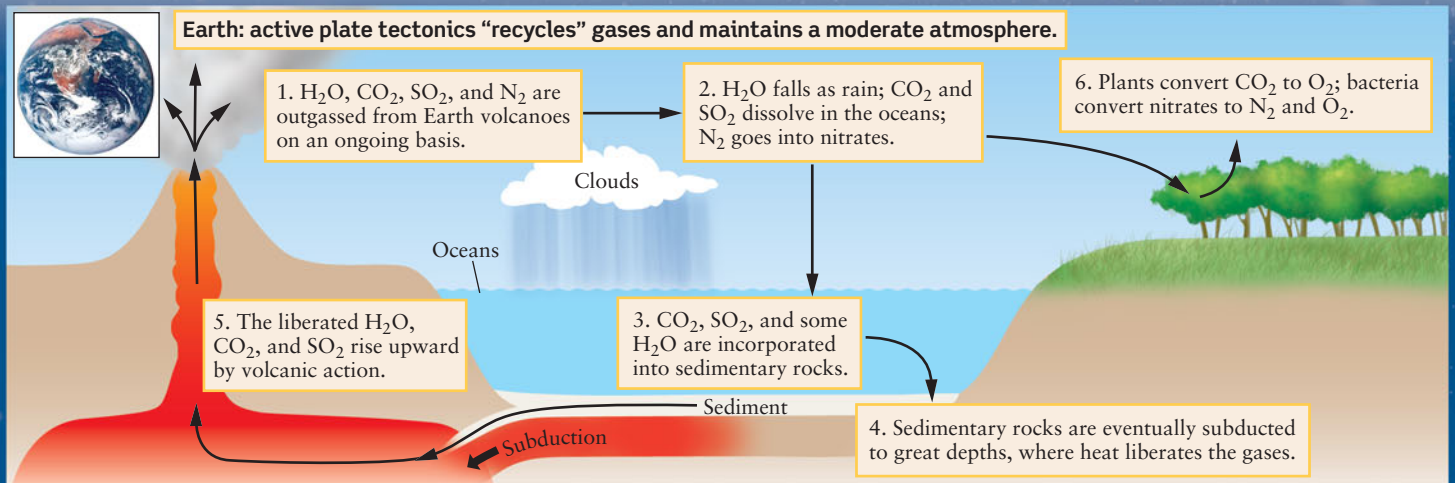 Earth: active plate tectonics “recycles” gases and maintains a moderate atmosphere.
1. H₂O, CO₂, SO₂, and N₂ are
outgassed from Earth volcanoes
on an ongoing basis.
2. H₂O falls as rain; CO₂ and
SO₂ dissolve in the oceans;
N₂ goes into nitrates.
6. Plants convert CO₂ to O₂; bacteria
convert nitrates to N₂ and O₂.
Clouds
Oceans
5. The liberated H₂O,
CO₂, and SO₂ rise upward
by volcanic action.
3. CO₂, SO₂, and some
H₂O are incorporated
into sedimentary rocks.
Sediment
Subduction
4. Sedimentary rocks are eventually subducted
to great depths, where heat liberates the gases.